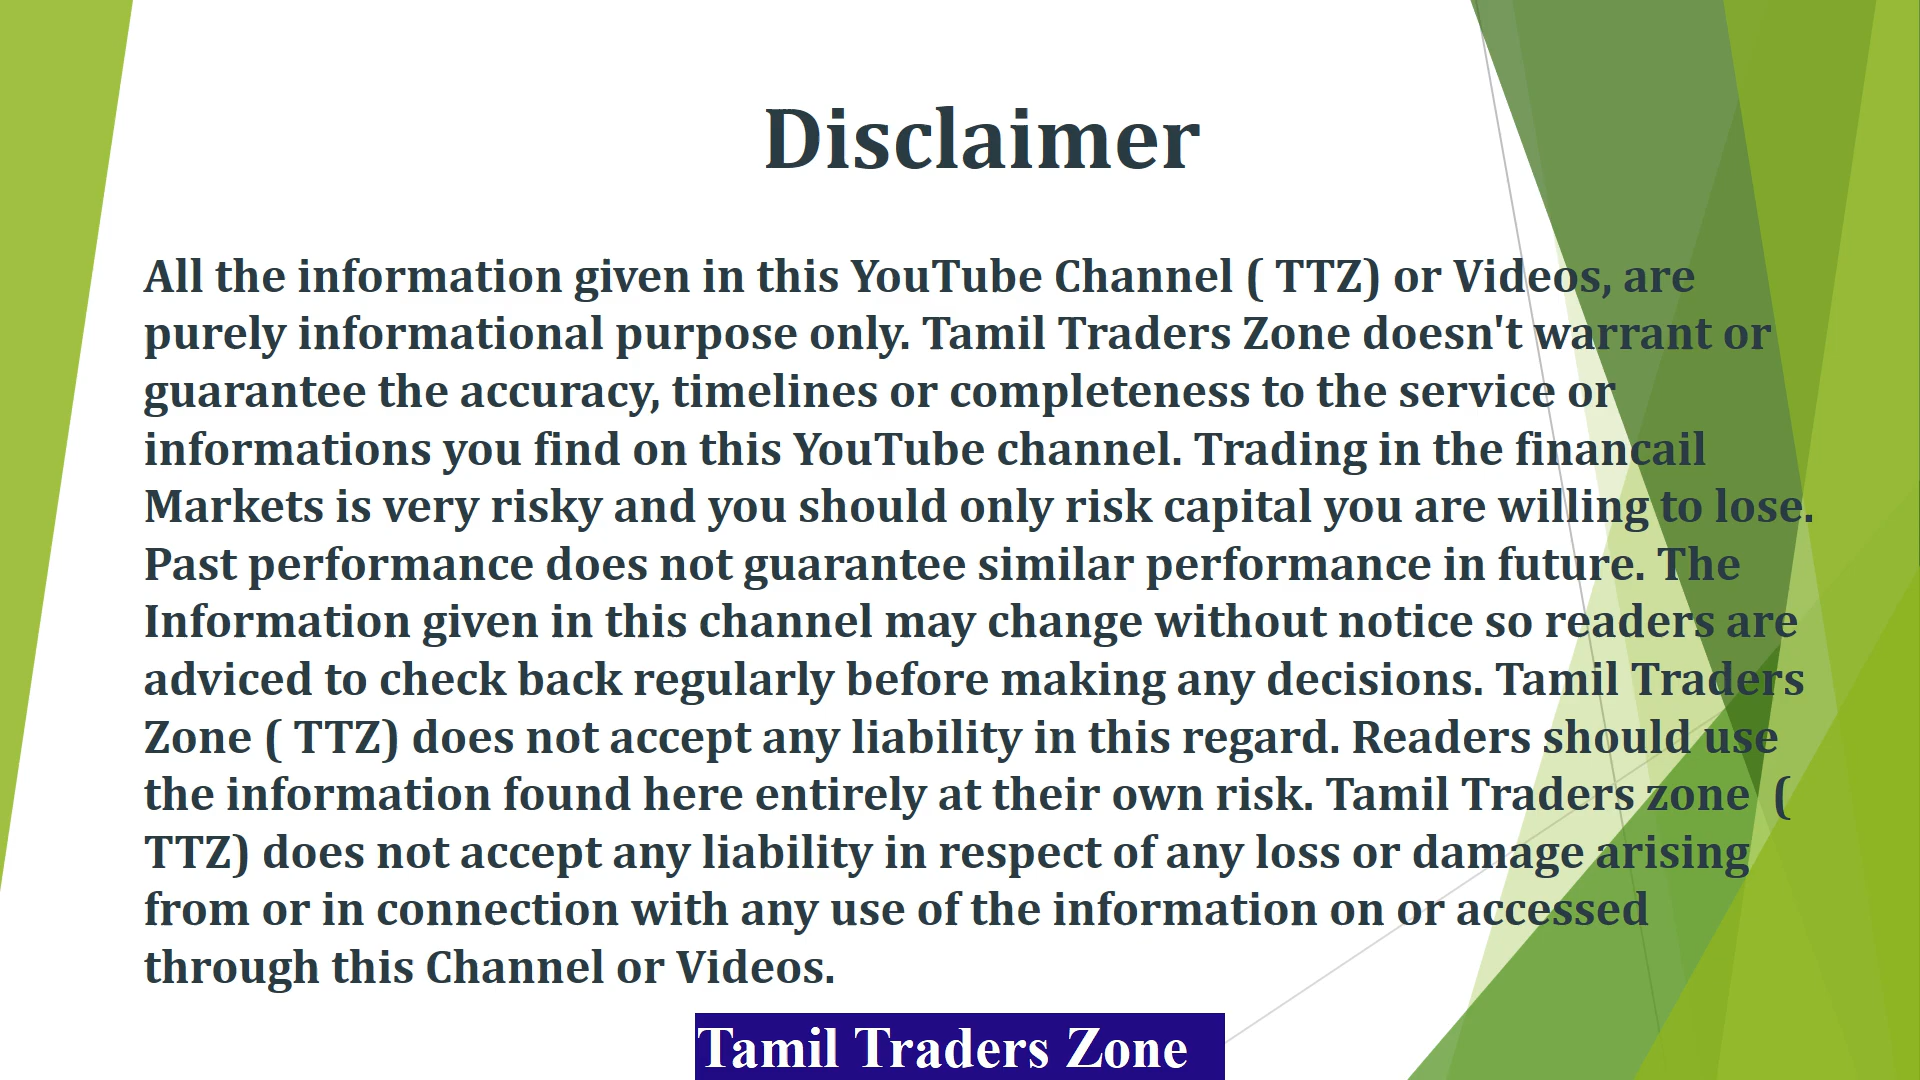 Disclaimer
All the information given in this YouTube Channel ( TTZ) or Videos, are
purely informational purpose only. Tamil Traders Zone doesn't warrant or
guarantee the accuracy, timelines or completeness to the service or
informations you find on this YouTube channel. Trading in the financail
Markets is very risky and you should only risk capital you are willing to lose.
Past performance does not guarantee similar performance in future. The
Information given in this channel may change without notice so readers are
adviced to check back regularly before making any decisions. Tamil Traders
Zone ( TTZ) does not accept any liability in this regard. Readers should use
the information found here entirely at their own risk. Tamil Traders zone  (
TTZ) does not accept any liability in respect of any loss or damage arising
from or in connection with any use of the information on or accessed
through this Channel or Videos.
Tamil Traders Zone